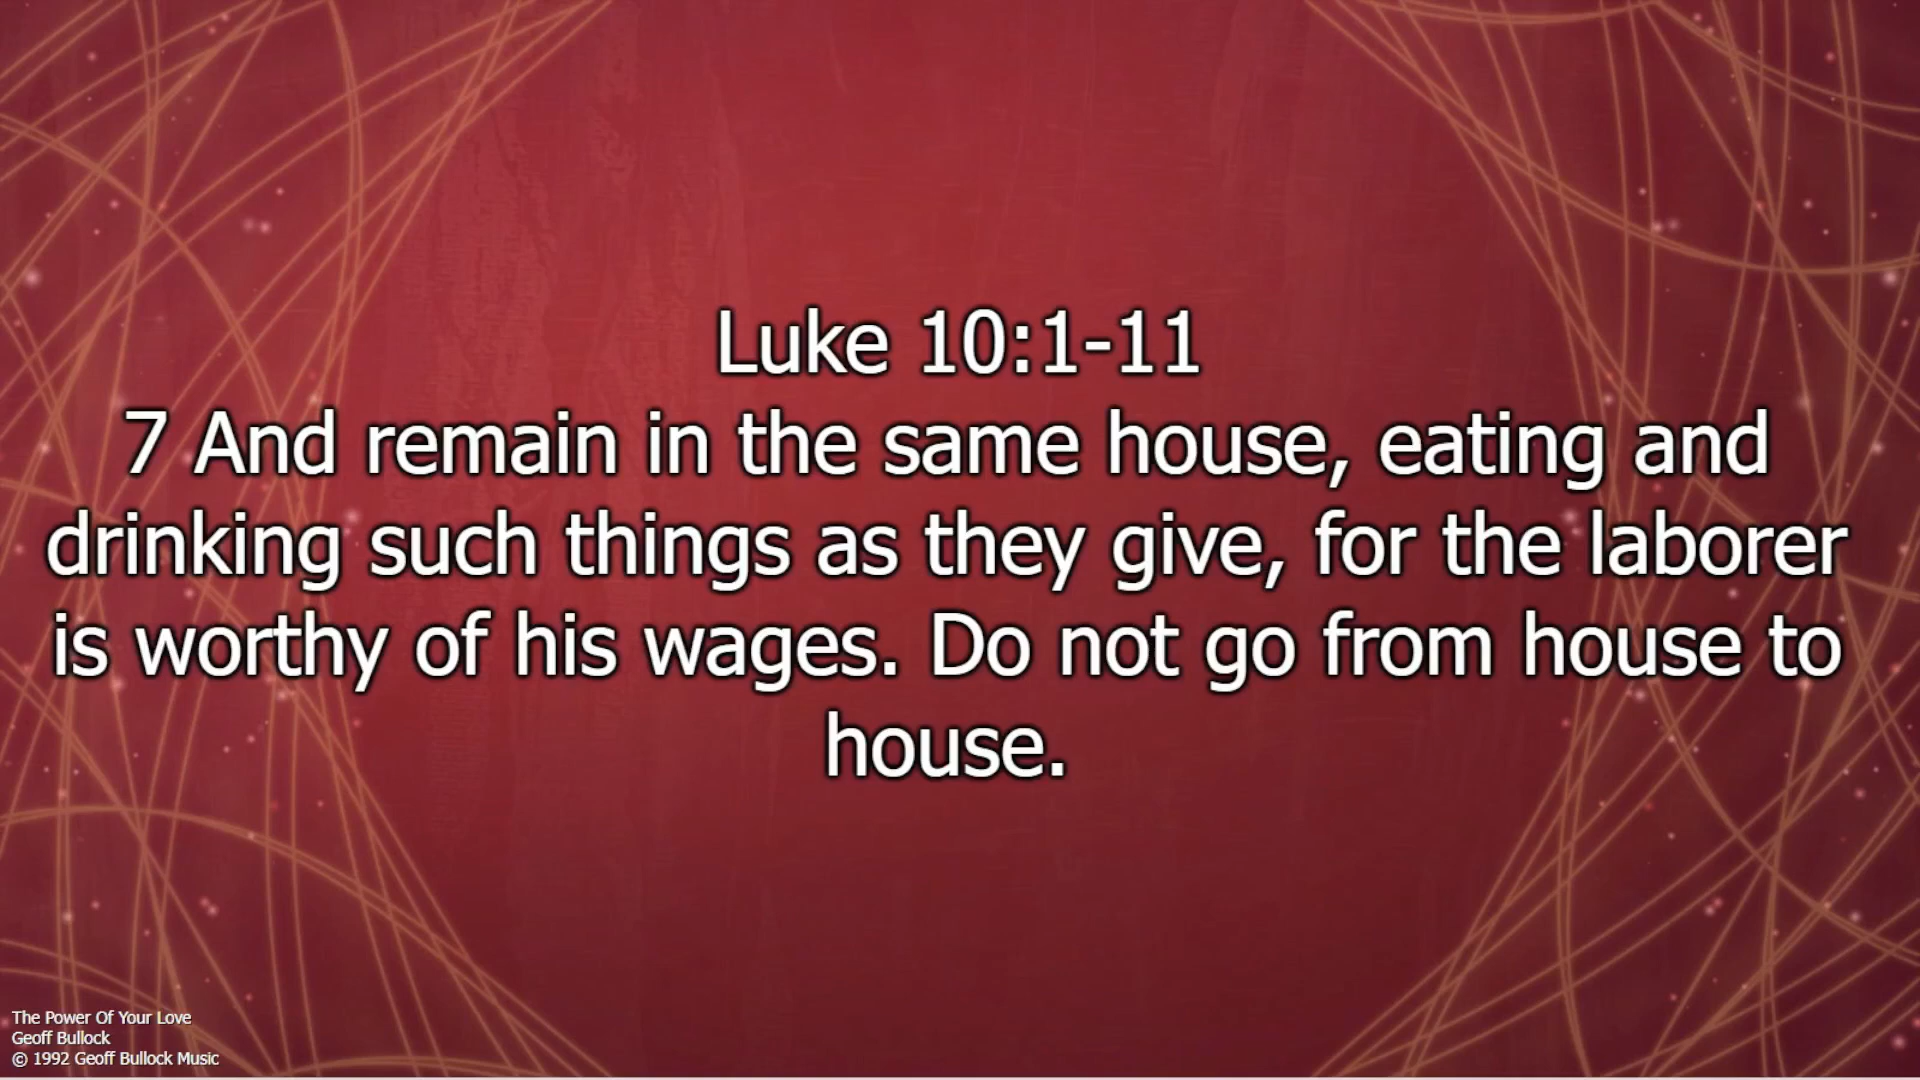 Luke 10:1-11
7 And remain in the same house, eating and
drinking such things as they give, for the laborer
is worthy of his wages. Do not go from house to
house.
The Power Of Your Love
Geoff Bullock
© 1992 Geoff Bullock Music